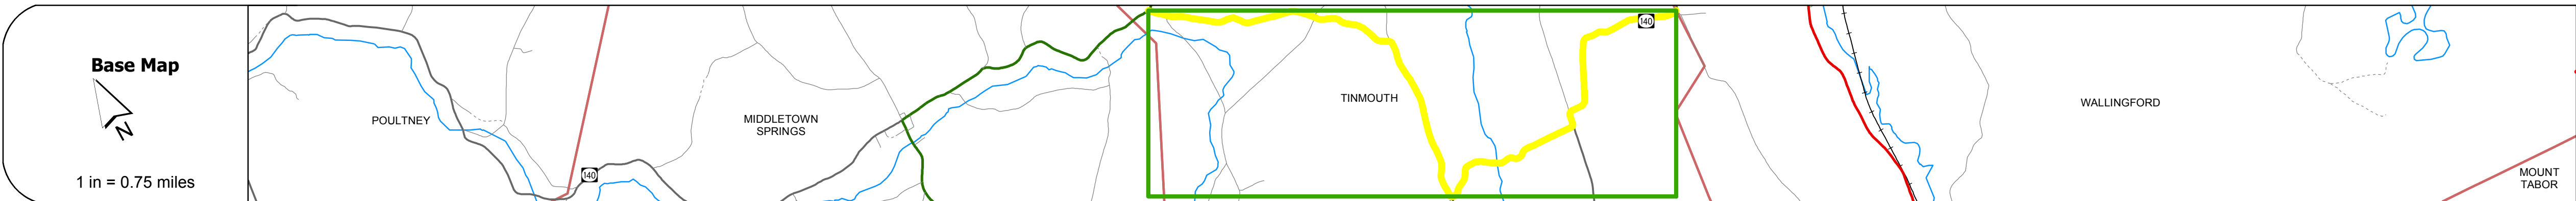 Base Map
N
1 in = 0.75 miles
POULTNEY
140
MIDDLETOWN
SPRINGS
TINMOUTH
140
WALLINGFORD
MOUNT
TABOR